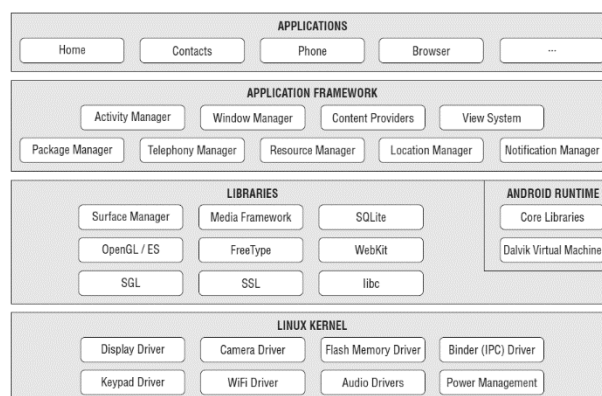 APPLICATIONS
Home Contacts Phone Browser ...
APPLICATION FRAMEWORK
Activity Manager Window Manager Content Providers View System
Package Manager Telephony Manager Resource Manager Location Manager Notification Manager
LIBRARIES
Surface Manager Media Framework SQLite
OpenGL / ES FreeType WebKit
SGL SSL libc
ANDROID RUNTIME
Core Libraries
Dalvik Virtual Machine
LINUX KERNEL
Display Driver Camera Driver Flash Memory Driver Binder (IPC) Driver
Keypad Driver WiFi Driver Audio Drivers Power Management